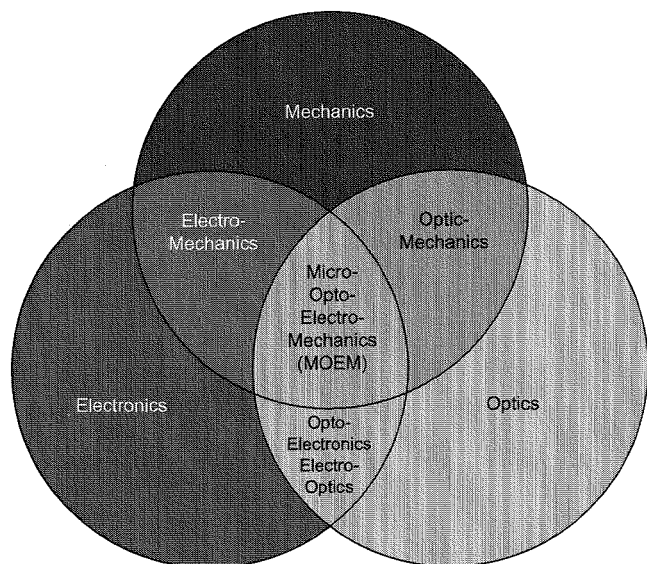 Mechanics
Electro-
Mechanics
Optic-
Mechanics
Micro-
Opto-
Electro-
Mechanics
(MOEM)
Electronics
Optics
Opto-
Electronics
Electro-
Optics